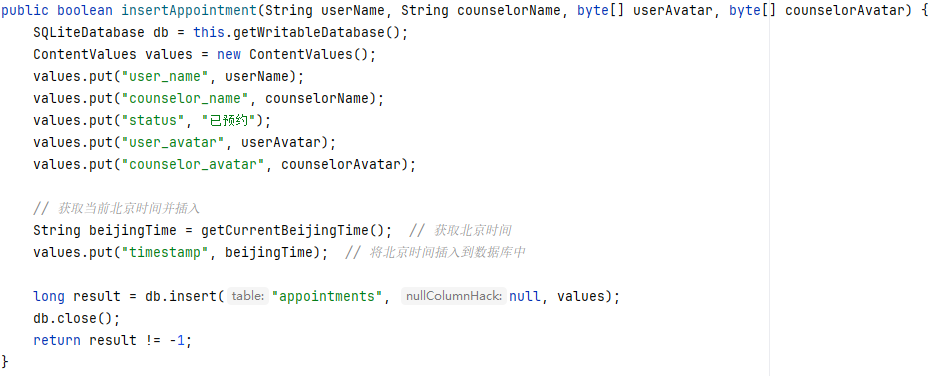 public boolean insertAppointment(String userName, String counselorName, byte[] userAvatar, byte[] counselorAvatar) {
    SQLiteDatabase db = this.getWritableDatabase();
    ContentValues values = new ContentValues();
    values.put("user_name", userName);
    values.put("counselor_name", counselorName);
    values.put("status", "已预约");
    values.put("user_avatar", userAvatar);
    values.put("counselor_avatar", counselorAvatar);

    // 获取当前北京时间并插入
    String beijingTime = getCurrentBeijingTime();  // 获取北京时间
    values.put("timestamp", beijingTime);  // 将北京时间插入到数据库中

    long result = db.insert( table: "appointments",  nullColumnHack: null, values);
    db.close();
    return result != -1;
}